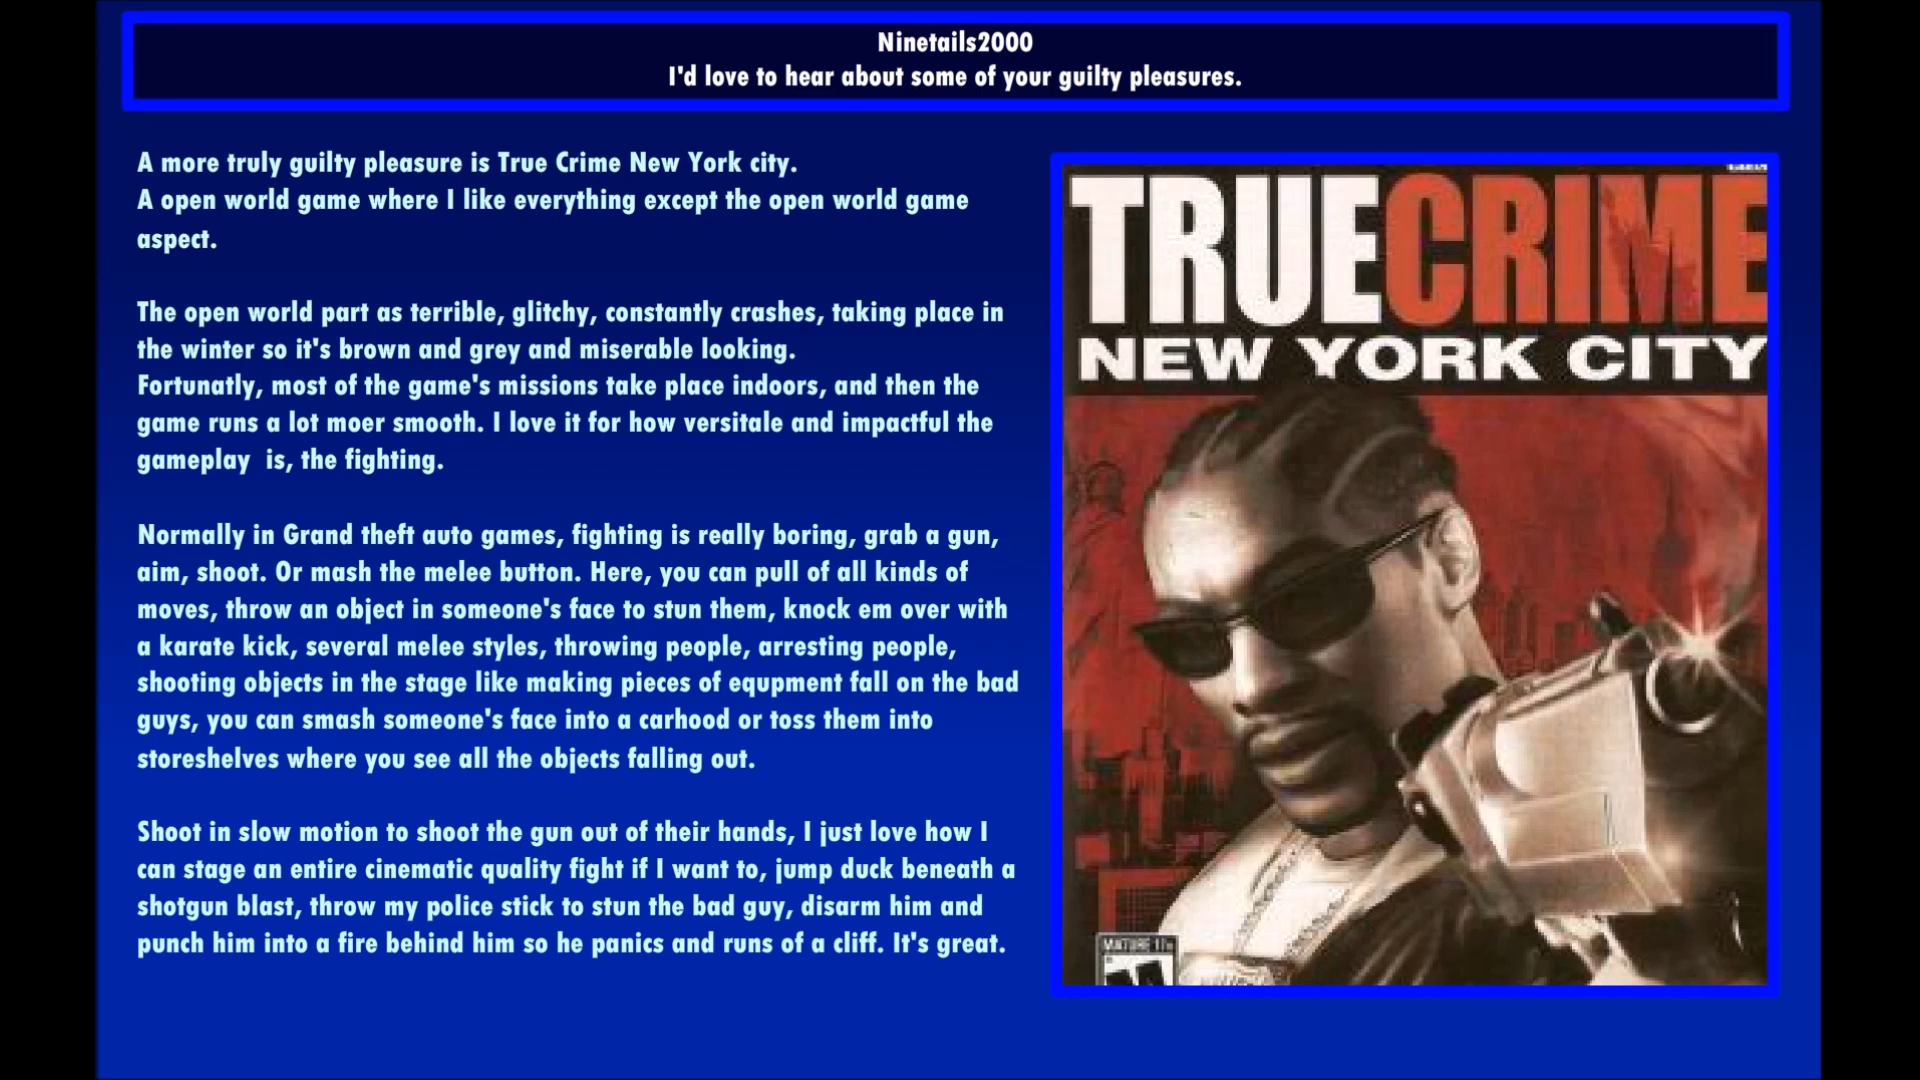 Ninetails2000
I'd love to hear about some of your guilty pleasures.
A more truly guilty pleasure is True Crime New York city.
A open world game where I like everything except the open world game
aspect.
The open world part as terrible, glitchy, constantly crashes, taking place in
the winter so it's brown and grey and miserable looking.
Fortunatly, most of the game's missions take place indoors, and then the
game runs a lot moer smooth. I love it for how versitale and impactful the
gameplay  is, the fighting.
Normally in Grand theft auto games, fighting is really boring, grab a gun,
aim, shoot. Or mash the melee button. Here, you can pull of all kinds of
moves, throw an object in someone's face to stun them, knock em over with
a karate kick, several melee styles, throwing people, arresting people,
shooting objects in the stage like making pieces of equpment fall on the bad
guys, you can smash someone's face into a carhood or toss them into
storeshelves where you see all the objects falling out.
Shoot in slow motion to shoot the gun out of their hands, I just love how I
can stage an entire cinematic quality fight if I want to, jump duck beneath a
shotgun blast, throw my police stick to stun the bad guy, disarm him and
punch him into a fire behind him so he panics and runs of a cliff. It's great.
TRUE CRIME
NEW YORK CITY
MATURE 17+